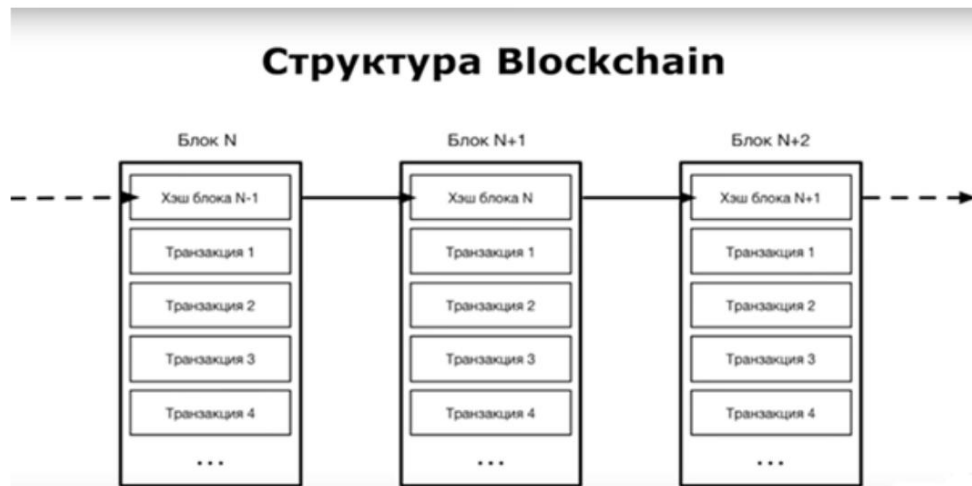 Структура Blockchain
Блок N
Хэш блока N-1
Транзакция 1
Транзакция 2
Транзакция 3
Транзакция 4
...
Блок N+1
Хэш блока N
Транзакция 1
Транзакция 2
Транзакция 3
Транзакция 4
...
Блок N+2
Хэш блока N+1
Транзакция 1
Транзакция 2
Транзакция 3
Транзакция 4
...